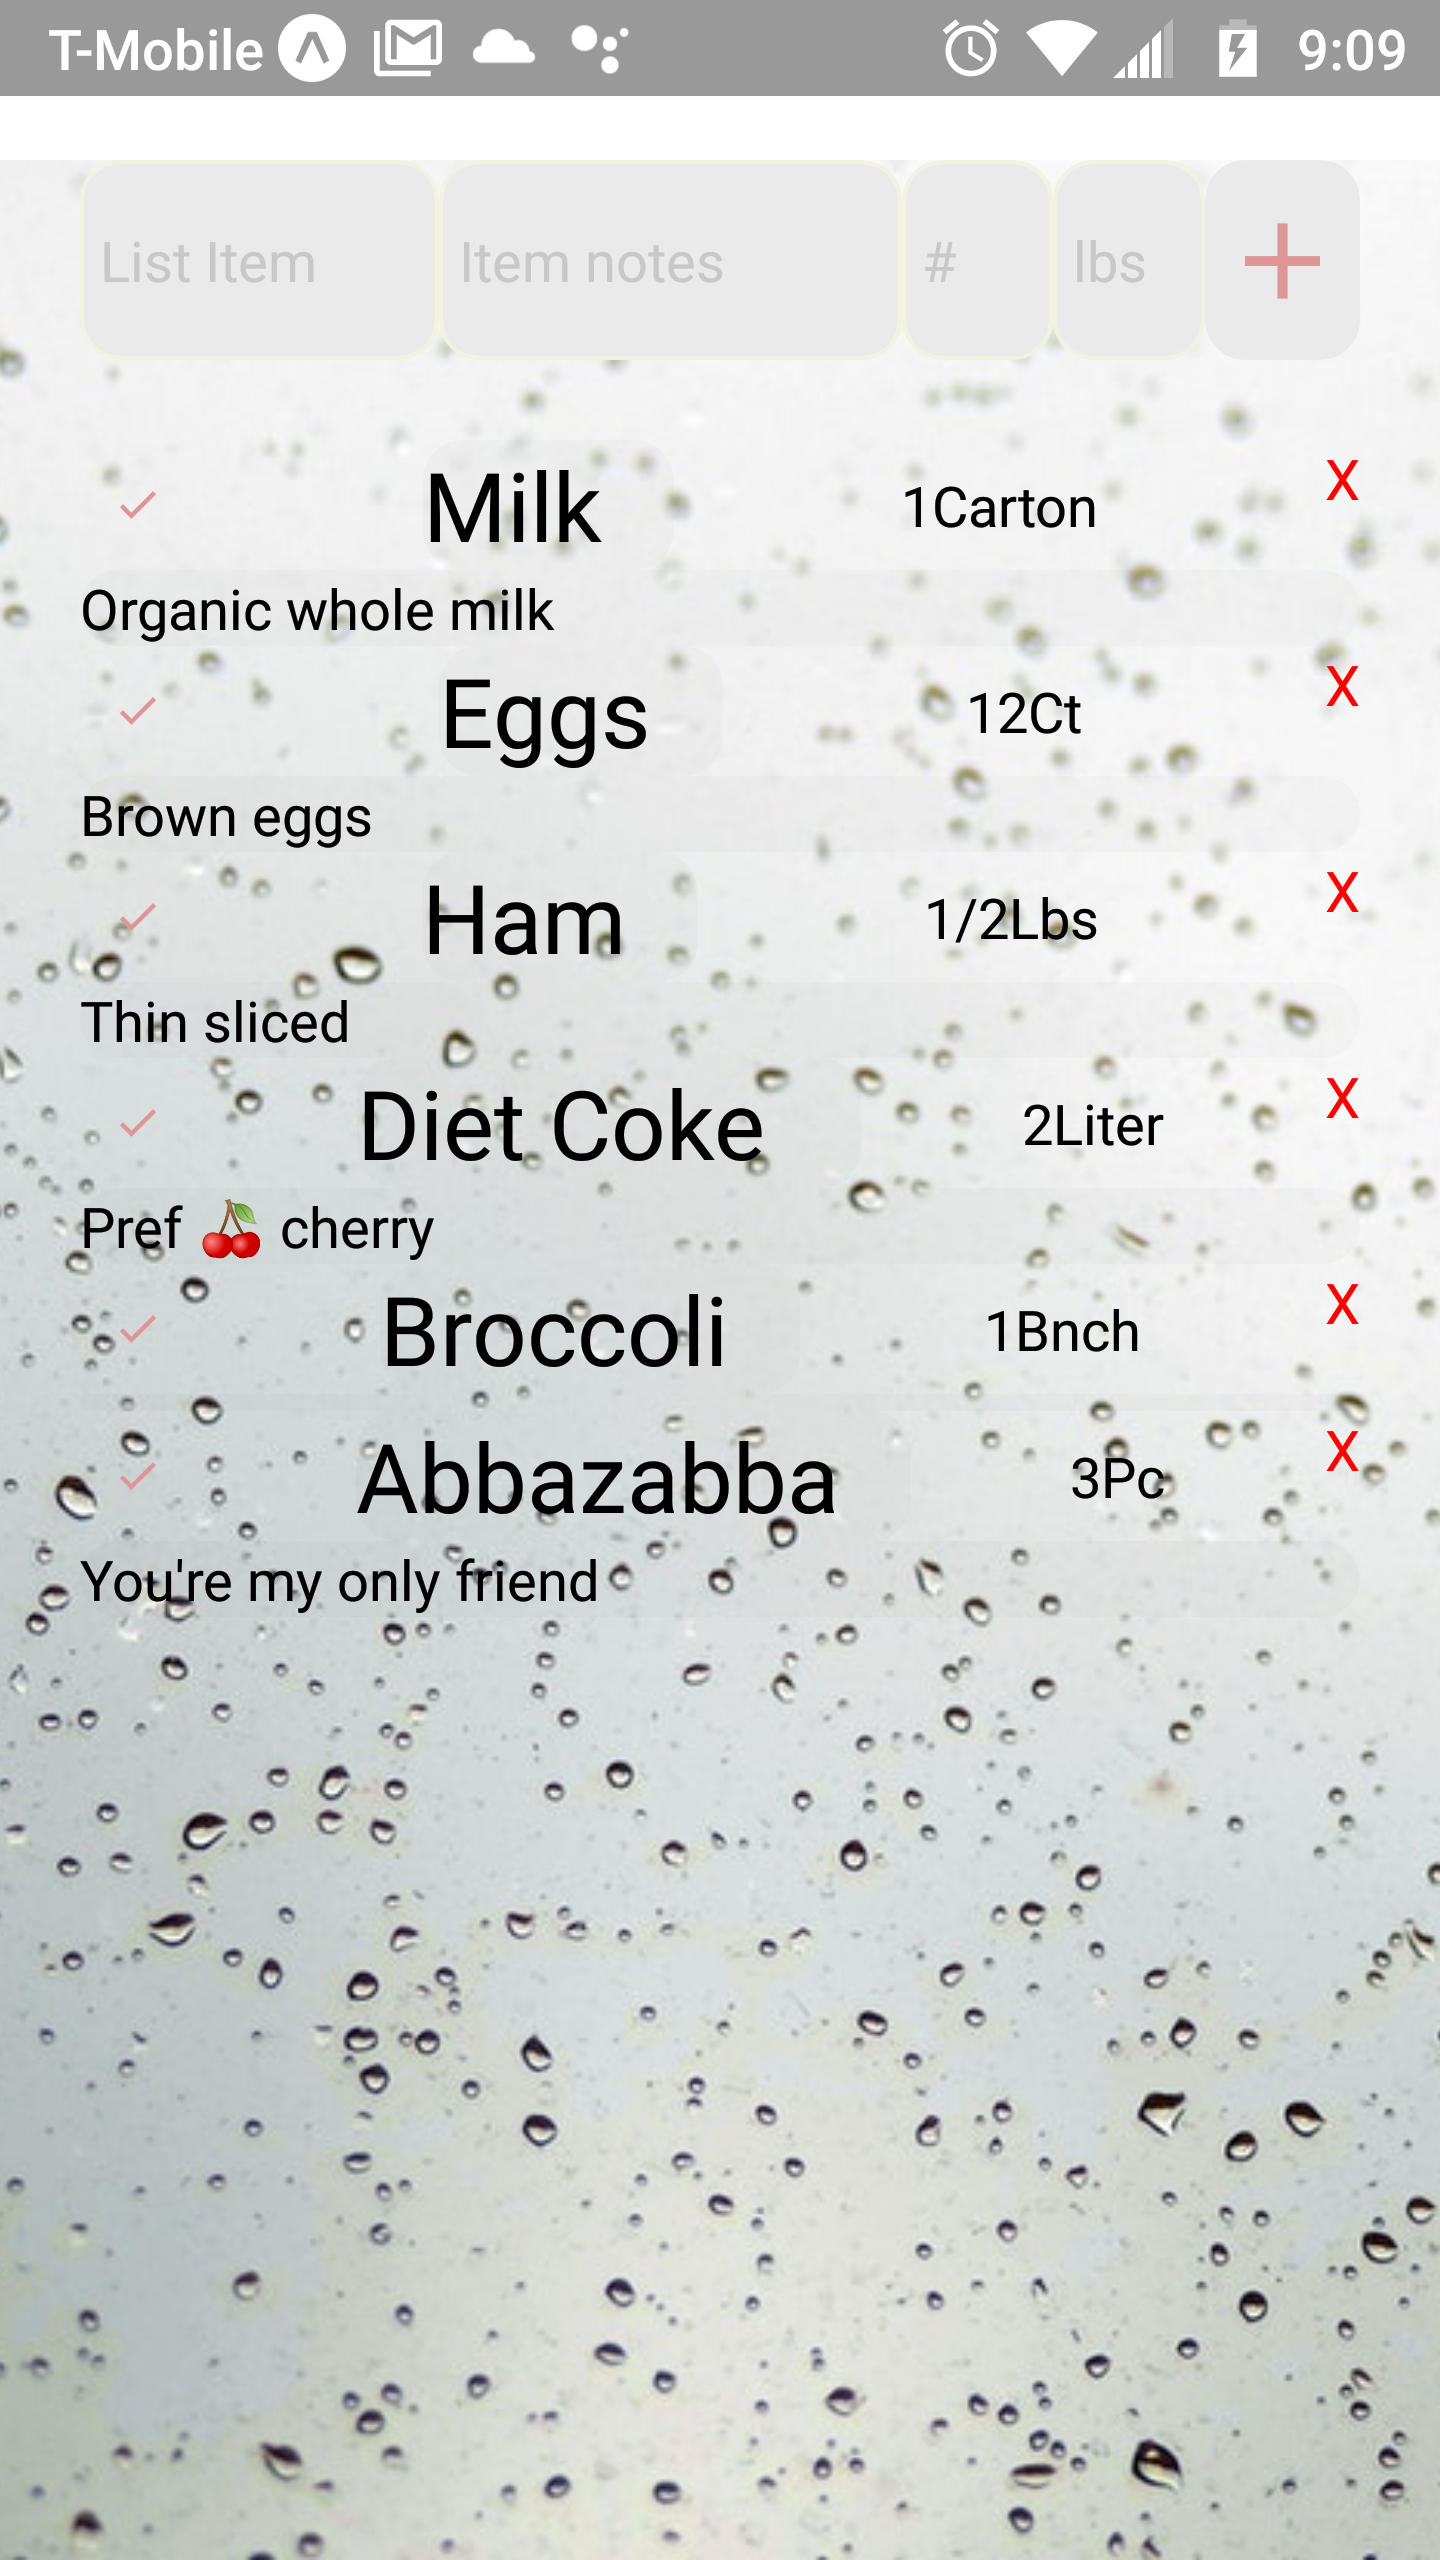 T-Mobile 9:09
List Item Item notes # lbs +
Milk 1Carton X
Organic whole milk
Eggs 12Ct X
Brown eggs
Ham 1/2Lbs X
Thin sliced
Diet Coke 2Liter X
Pref 🍒 cherry
Broccoli 1Bnch X
Abbazabba 3Pc X
You're my only friend